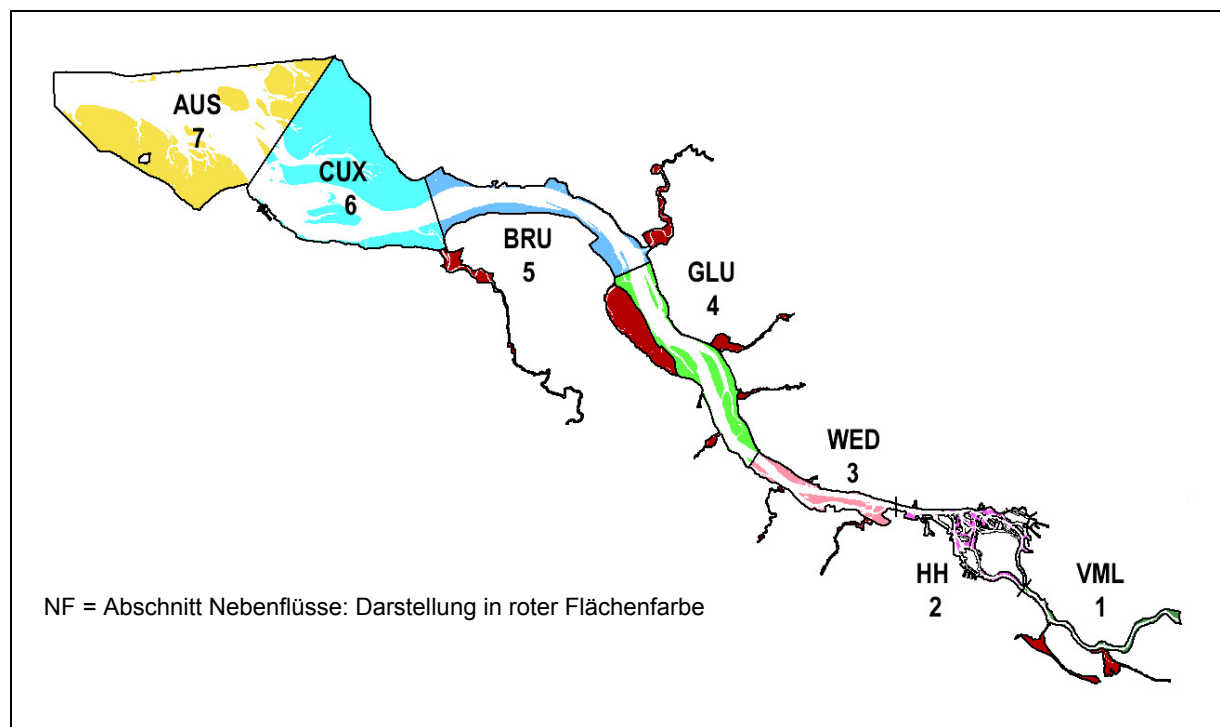 AUS
7
CUX
6
BRU
5
GLU
4
WED
3
HH
2
VML
1
NF = Abschnitt Nebenflüsse: Darstellung in roter Flächenfarbe